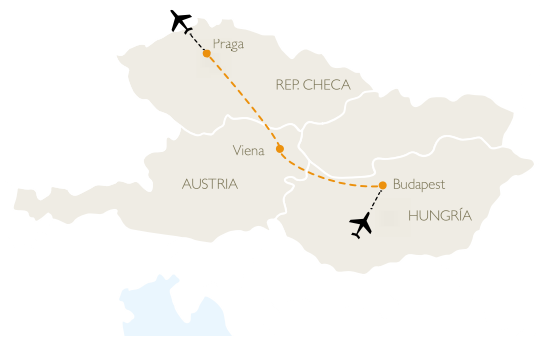 Praga
REP. CHECA
Viena
AUSTRIA
Budapest
HUNGRÍA